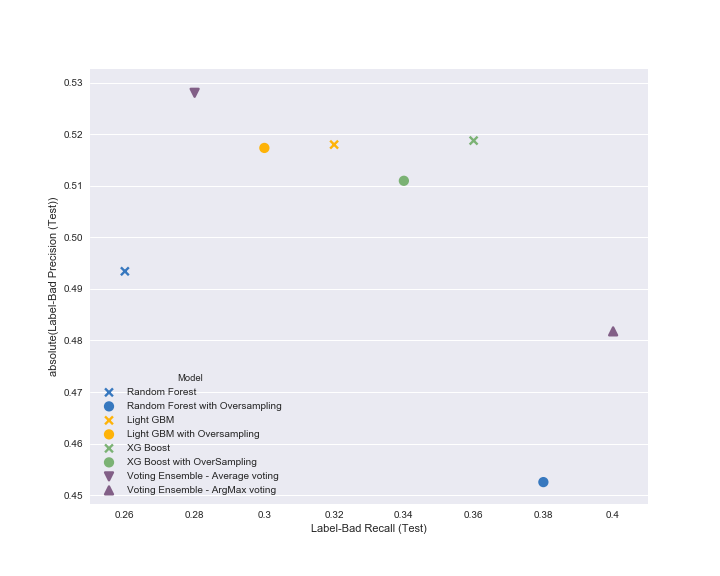 0.53
0.52
0.51
0.50
0.49
0.48
0.47
0.46
0.45
absolute(Label-Bad Precision (Test))
Model
Random Forest
Random Forest with Oversampling
Light GBM
Light GBM with Oversampling
XG Boost
XG Boost with OverSampling
Voting Ensemble - Average voting
Voting Ensemble - ArgMax voting
0.26 0.28 0.3 0.32 0.34 0.36 0.38 0.4
Label-Bad Recall (Test)